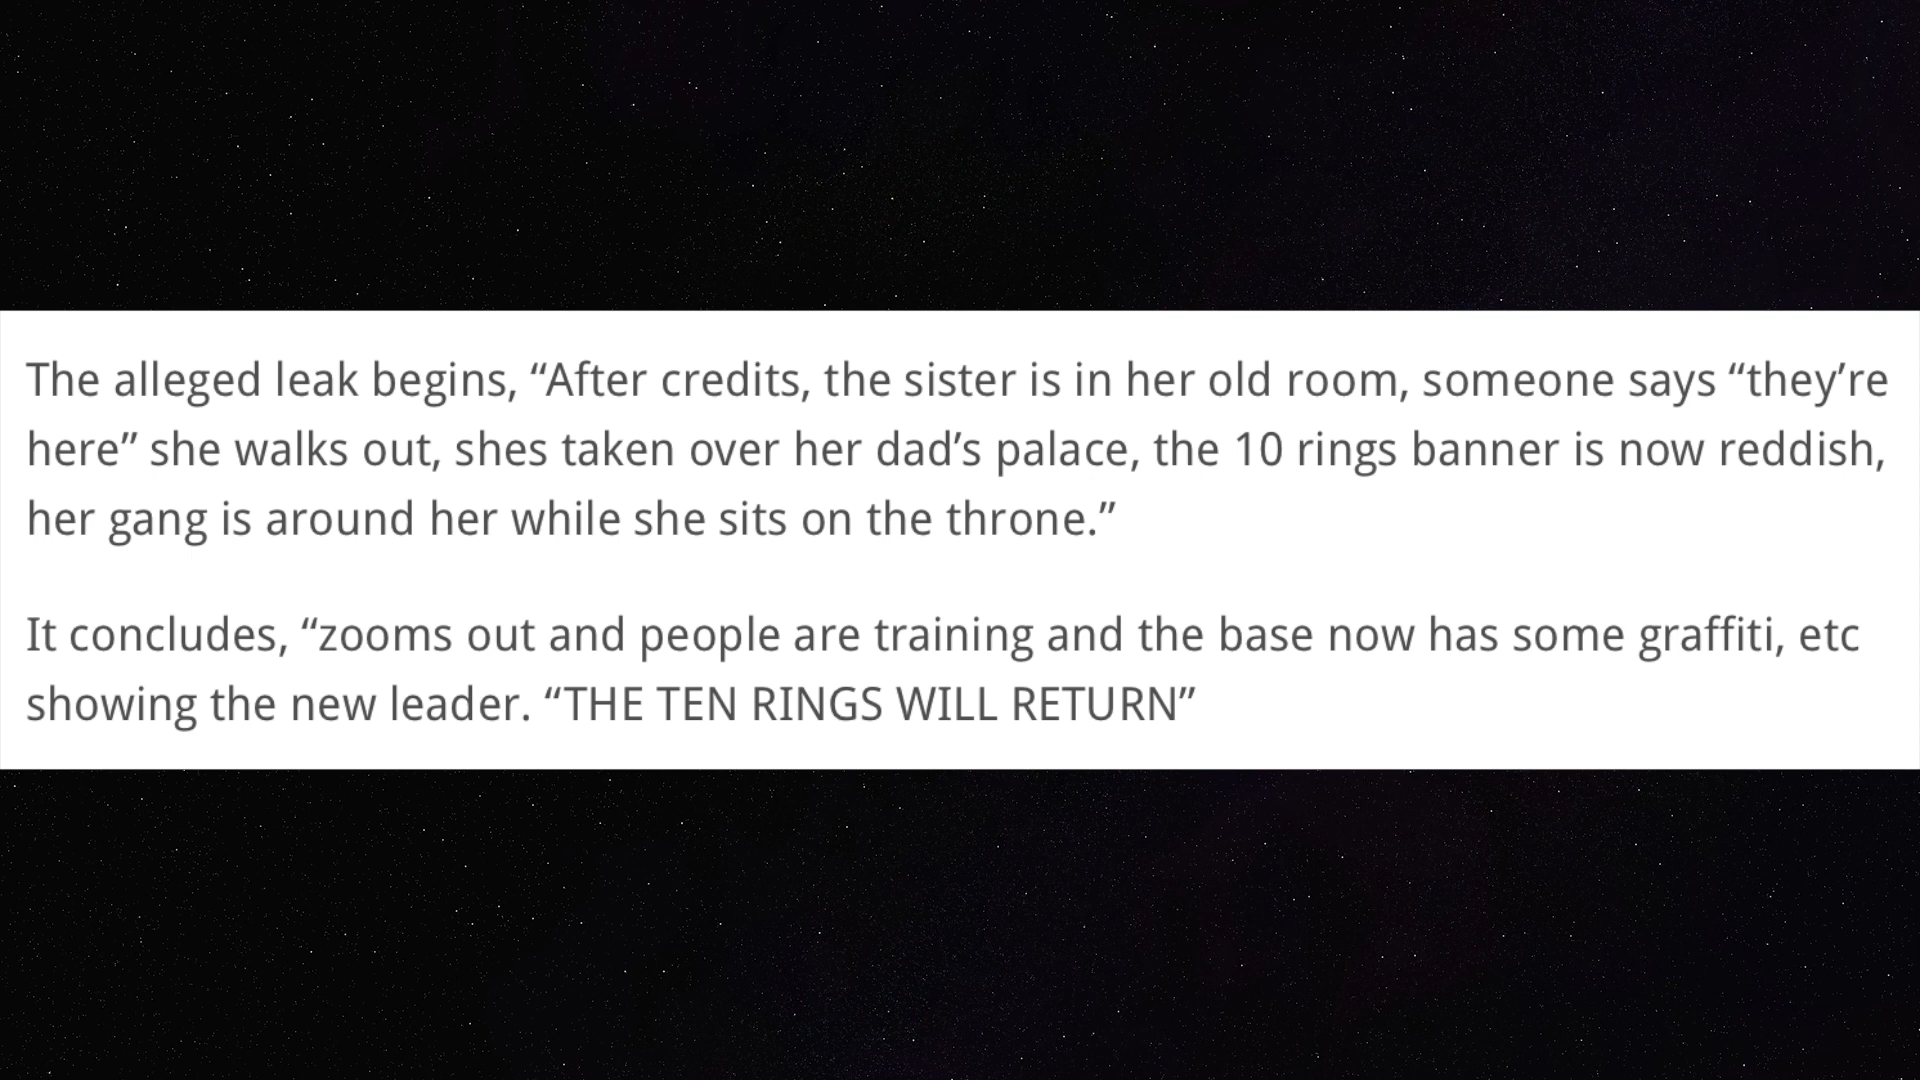 The alleged leak begins, “After credits, the sister is in her old room, someone says “they’re
here” she walks out, shes taken over her dad’s palace, the 10 rings banner is now reddish,
her gang is around her while she sits on the throne.”
It concludes, “zooms out and people are training and the base now has some graffiti, etc
showing the new leader. “THE TEN RINGS WILL RETURN”